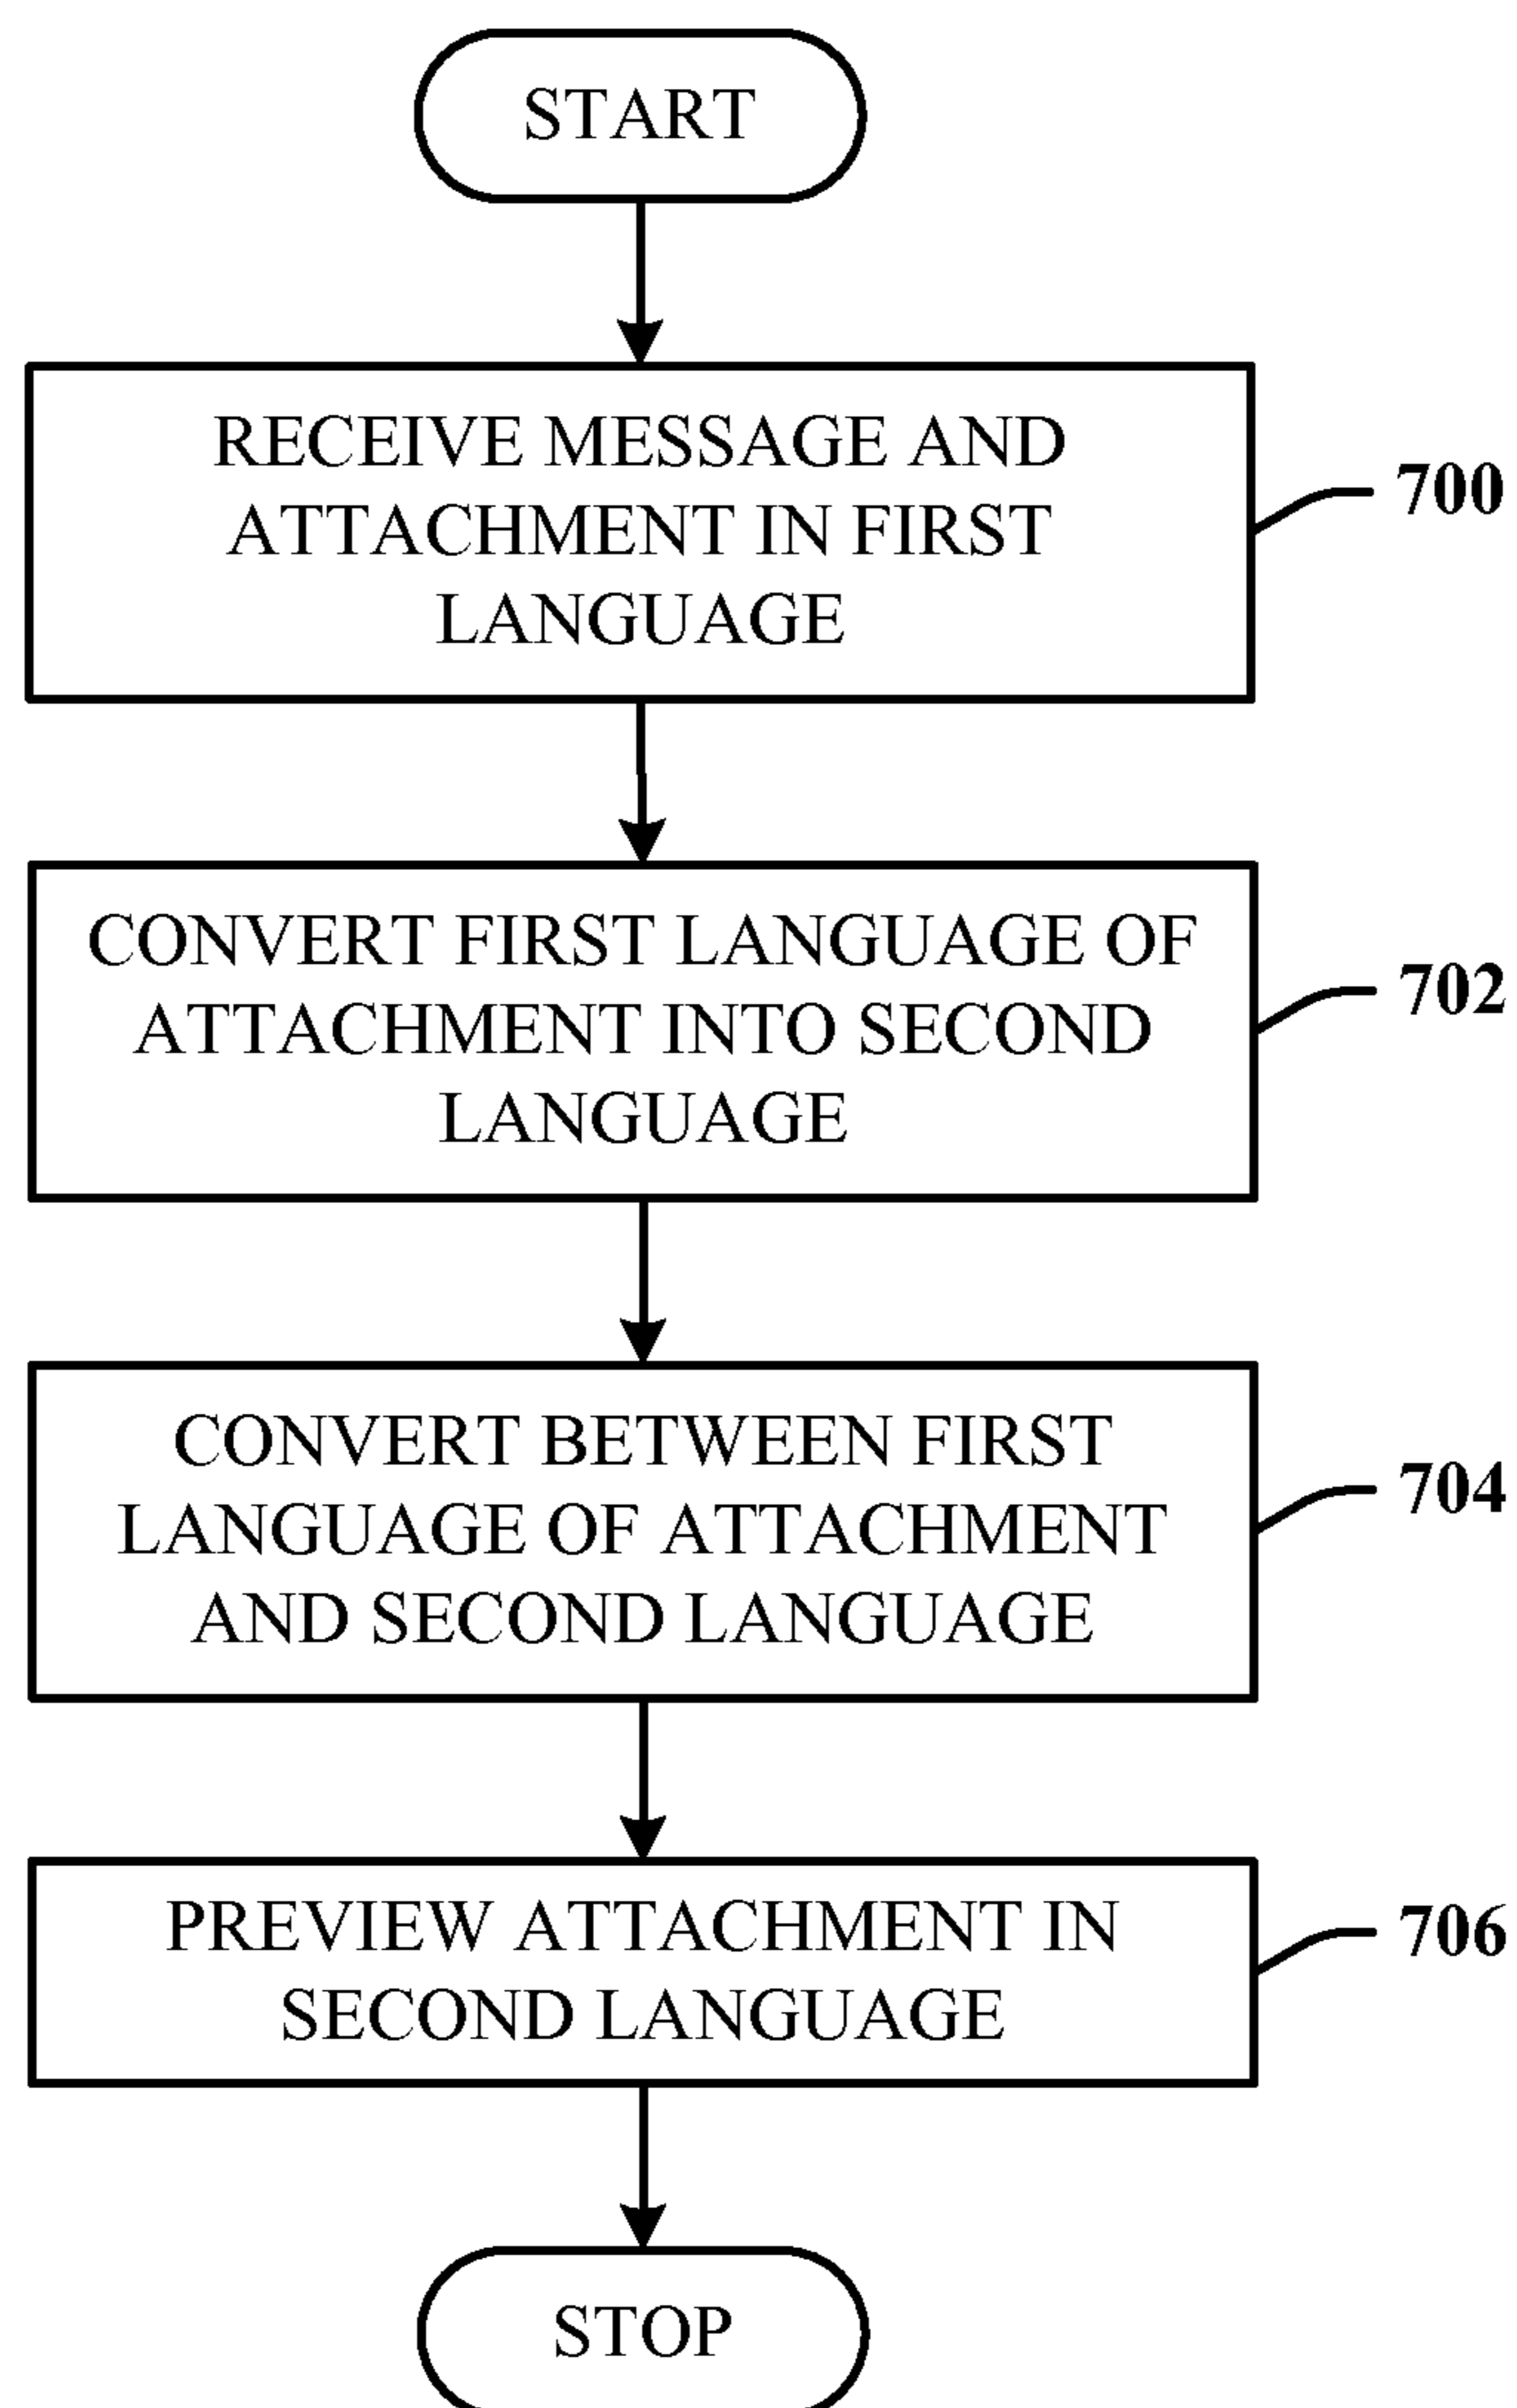 START
RECEIVE MESSAGE AND
ATTACHMENT IN FIRST
LANGUAGE
700
CONVERT FIRST LANGUAGE OF
ATTACHMENT INTO SECOND
LANGUAGE
702
CONVERT BETWEEN FIRST
LANGUAGE OF ATTACHMENT
AND SECOND LANGUAGE
704
PREVIEW ATTACHMENT IN
SECOND LANGUAGE
706
STOP